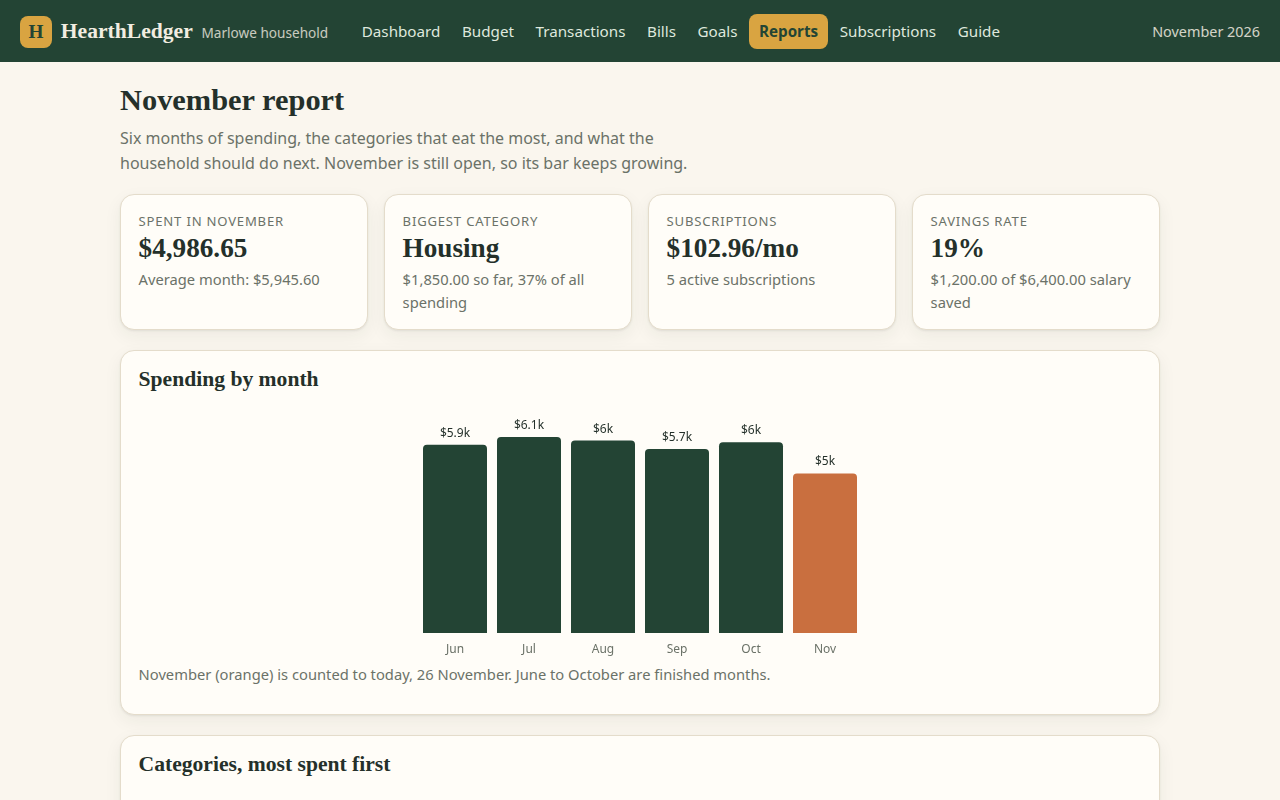 H HearthLedger Marlowe household Dashboard Budget Transactions Bills Goals Reports Subscriptions Guide November 2026
November report
Six months of spending, the categories that eat the most, and what the
household should do next. November is still open, so its bar keeps growing.
SPENT IN NOVEMBER
$4,986.65
Average month: $5,945.60
BIGGEST CATEGORY
Housing
$1,850.00 so far, 37% of all
spending
SUBSCRIPTIONS
$102.96/mo
5 active subscriptions
SAVINGS RATE
19%
$1,200.00 of $6,400.00 salary
saved
Spending by month
$5.9k $6.1k $6k $5.7k $6k $5k
Jun Jul Aug Sep Oct Nov
November (orange) is counted to today, 26 November. June to October are finished months.
Categories, most spent first